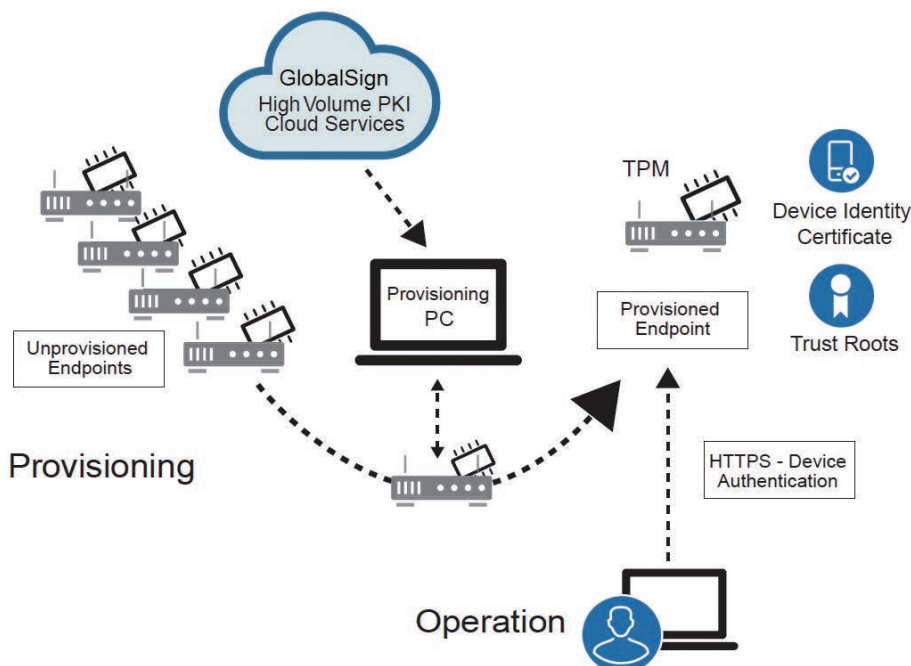 GlobalSign
High Volume PKI
Cloud Services
TPM
Device Identity
Certificate
Provisioning
PC
Provisioned
Endpoint
Unprovisioned
Endpoints
Trust Roots
Provisioning
HTTPS - Device
Authentication
Operation